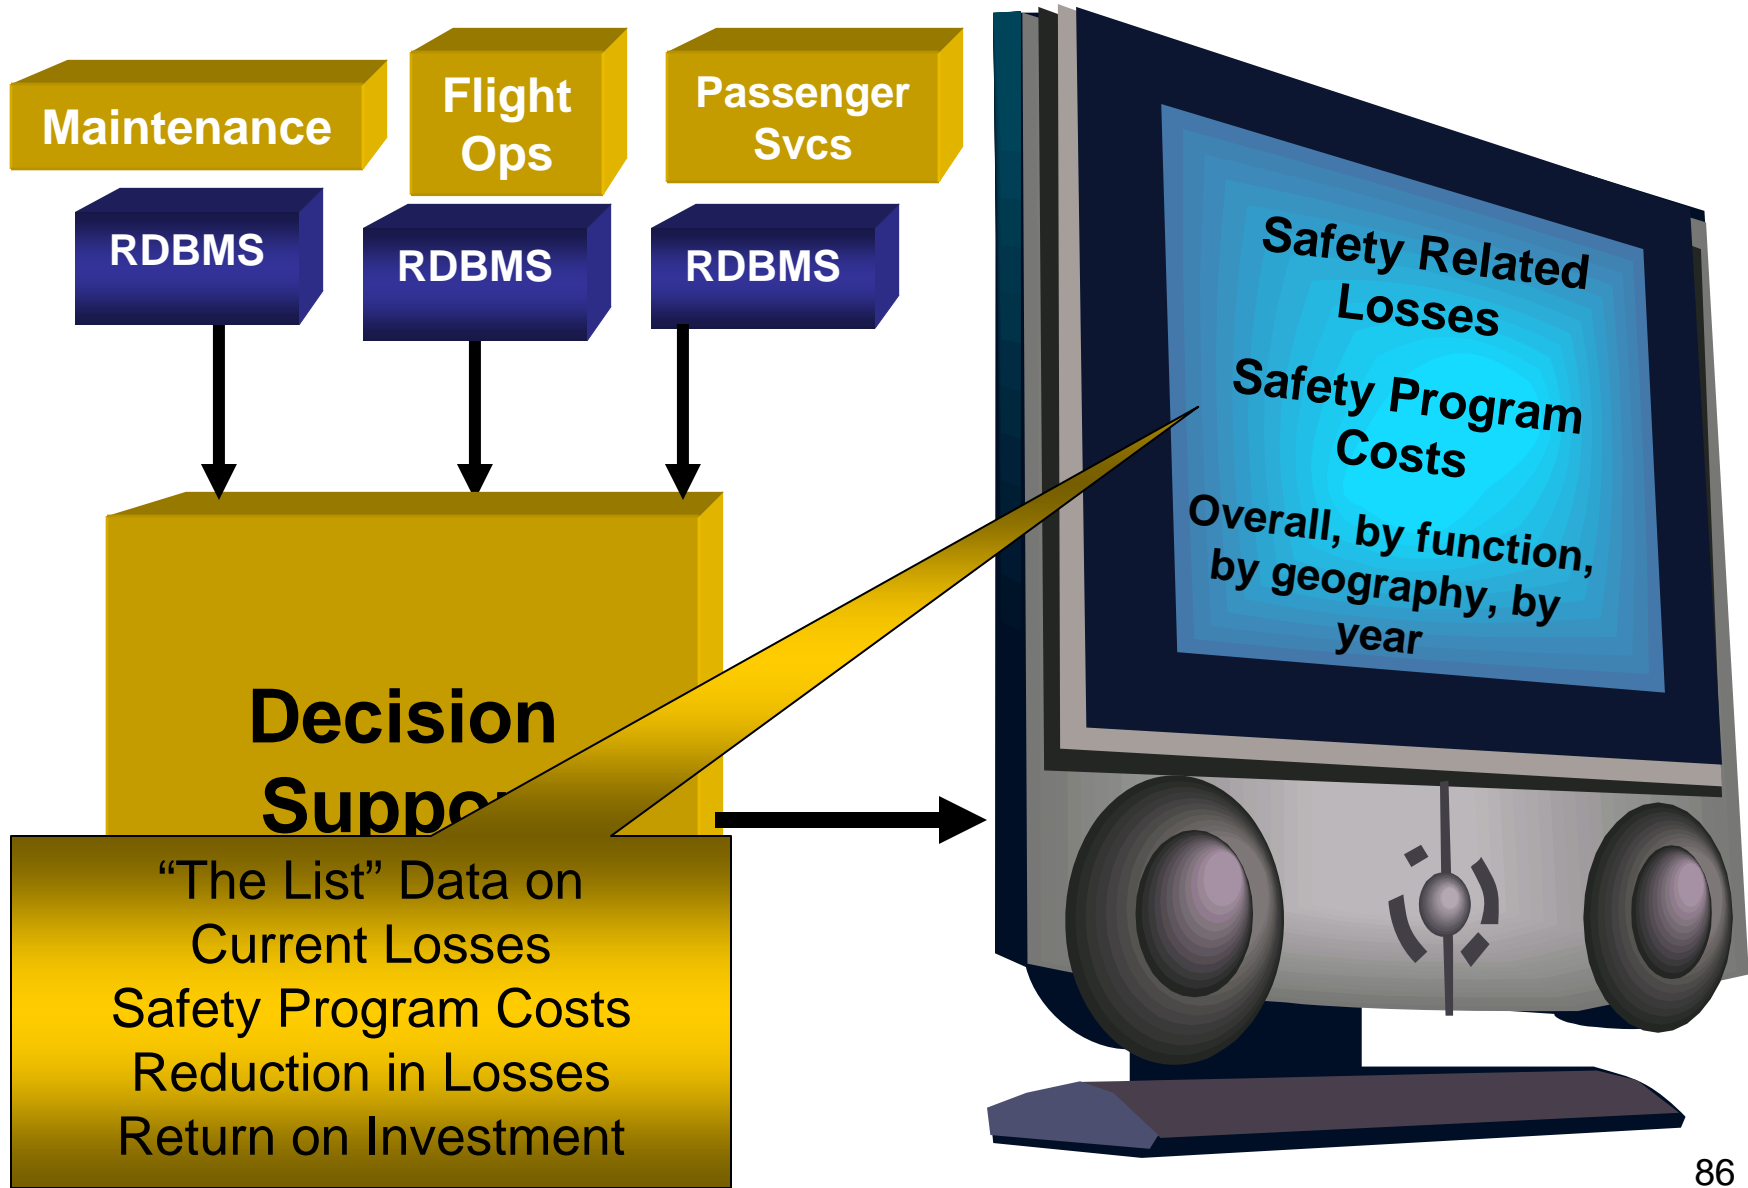 Maintenance
Flight
Ops
Passenger
Svcs
RDBMS
RDBMS
RDBMS
Safety Related
Losses
Safety Program
Costs
Overall, by function,
by geography, by
year
Decision
“The List” Data on
Current Losses
Safety Program Costs
Reduction in Losses
Return on Investment
86